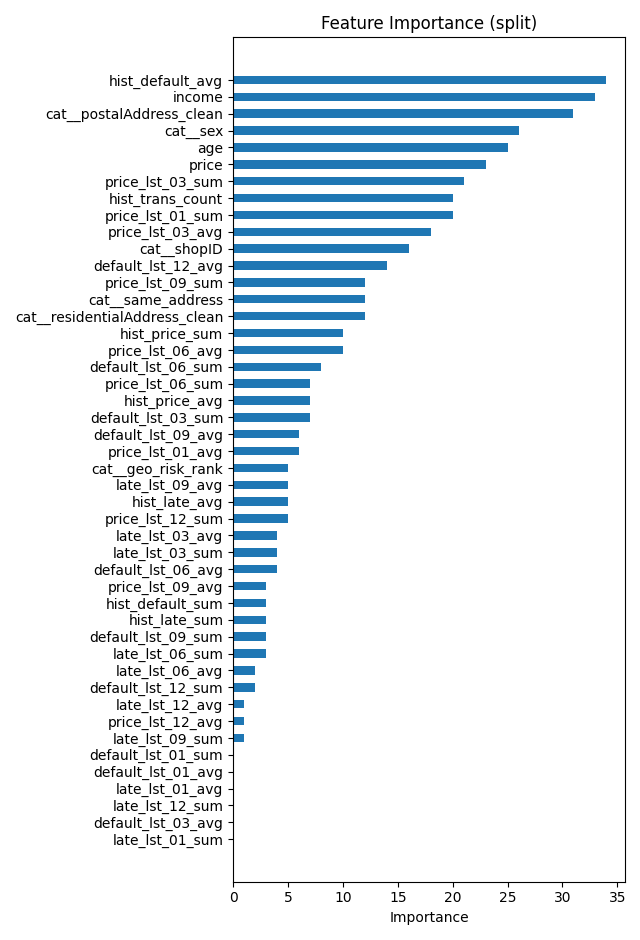 Feature Importance (split)
hist_default_avg
income
cat__postalAddress_clean
cat__sex
age
price
price_lst_03_sum
hist_trans_count
price_lst_01_sum
price_lst_03_avg
cat__shopID
default_lst_12_avg
price_lst_09_sum
cat__same_address
cat__residentialAddress_clean
hist_price_sum
price_lst_06_avg
default_lst_06_sum
price_lst_06_sum
hist_price_avg
default_lst_03_sum
default_lst_09_avg
price_lst_01_avg
cat__geo_risk_rank
late_lst_09_avg
hist_late_avg
price_lst_12_sum
late_lst_03_avg
late_lst_03_sum
default_lst_06_avg
price_lst_09_avg
hist_default_sum
hist_late_sum
default_lst_09_sum
late_lst_06_sum
late_lst_06_avg
default_lst_12_sum
late_lst_12_avg
price_lst_12_avg
late_lst_09_sum
default_lst_01_sum
default_lst_01_avg
late_lst_01_avg
late_lst_12_sum
default_lst_03_avg
late_lst_01_sum
0 5 10 15 20 25 30 35
Importance